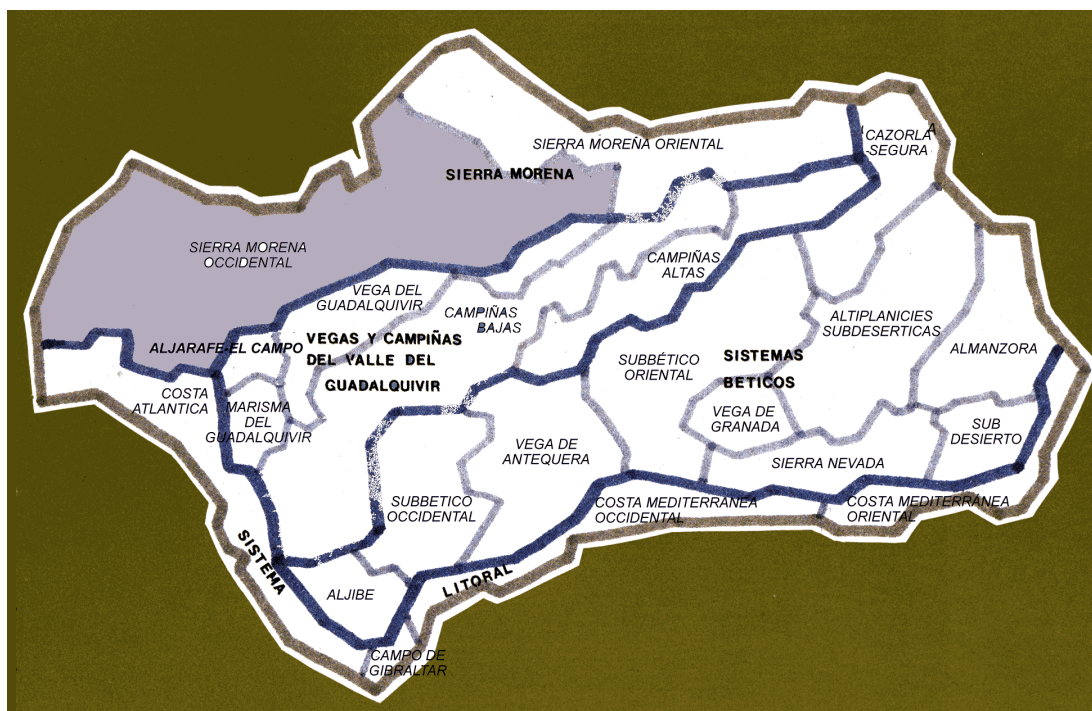 CAZORLA
-SEGURA
SIERRA MOREÑA ORIENTAL
SIERRA MORENA
SIERRA MORENA
OCCIDENTAL
CAMPIÑAS
ALTAS
VEGA DEL
GUADALQUIVIR
CAMPIÑAS
BAJAS
ALTIPLANICIES
SUBDESERTICAS
ALJARAFE-EL CAMPO
VEGAS Y CAMPIÑAS
DEL VALLE DEL
GUADALQUIVIR
SUBBÉTICO
ORIENTAL
SISTEMAS
BETICOS
ALMANZORA
COSTA
ATLANTICA
MARISMA
DEL
GUADALQUIVIR
VEGA DE
GRANADA
SUB
DESIERTO
VEGA DE
ANTEQUERA
SIERRA NEVADA
SUBBETICO
OCCIDENTAL
COSTA MEDITERRÁNEA
OCCIDENTAL
COSTA MEDITERRÁNEA
ORIENTAL
SISTEMA
LITORAL
ALJIBE
CAMPO DE
GIBRALTAR